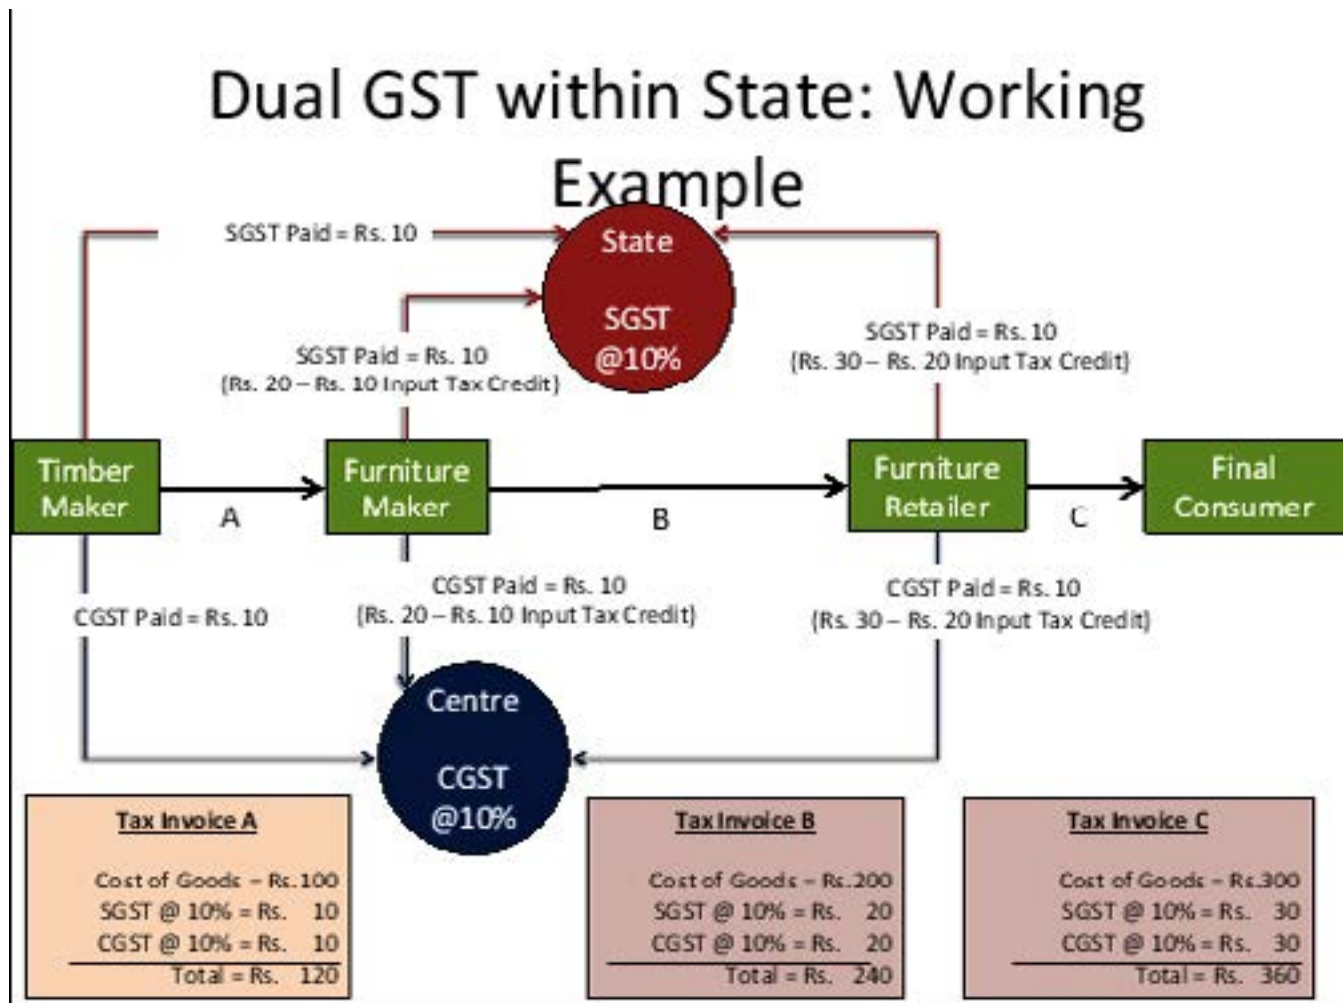 Dual GST within State: Working
Example
SGST Paid = Rs. 10
State
SGST
@10%
SGST Paid = Rs. 10
(Rs. 20 – Rs. 10 Input Tax Credit)
SGST Paid = Rs. 10
(Rs. 30 – Rs. 20 Input Tax Credit)
Timber
Maker
A
Furniture
Maker
B
Furniture
Retailer
C
Final
Consumer
CGST Paid = Rs. 10
CGST Paid = Rs. 10
(Rs. 20 – Rs. 10 Input Tax Credit)
CGST Paid = Rs. 10
(Rs. 30 – Rs. 20 Input Tax Credit)
Centre
CGST
@10%
Tax Invoice A
Cost of Goods – Rs.100
SGST @ 10% = Rs. 10
CGST @ 10% = Rs. 10
Total = Rs. 120
Tax Invoice B
Cost of Goods – Rs.200
SGST @ 10% = Rs. 20
CGST @ 10% = Rs. 20
Total = Rs. 240
Tax Invoice C
Cost of Goods – Rs.300
SGST @ 10% = Rs. 30
CGST @ 10% = Rs. 30
Total = Rs. 360